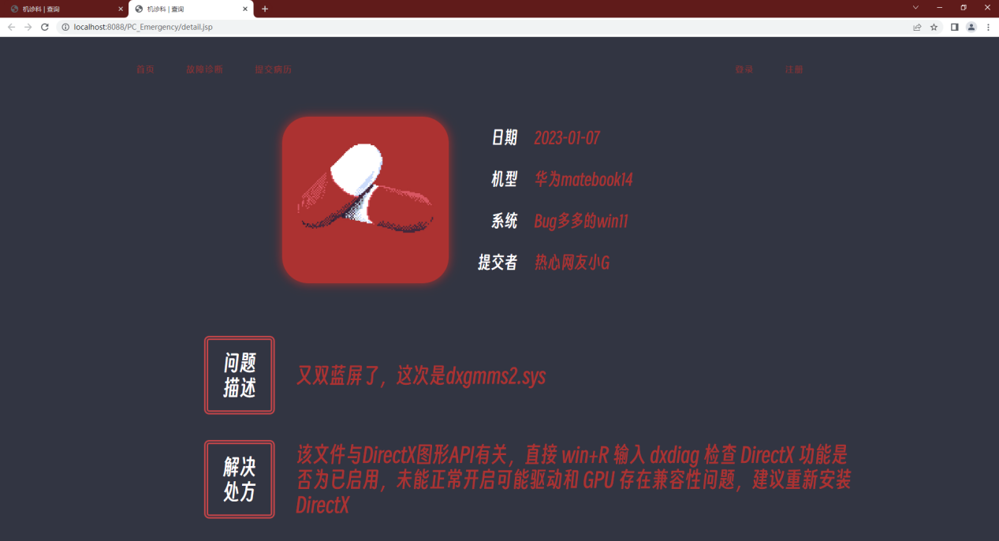 机诊科 | 查询
机诊科 | 查询
localhost:8088/PC_Emergency/detail.jsp
首页 故障诊断 提交病历 登录 注册
日期 2023-01-07
机型 华为matebook14
系统 Bug多多的win11
提交者 热心网友小G
问题
描述
又双蓝屏了，这次是dxgmms2.sys
解决
处方
该文件与DirectX图形API有关，直接 win+R 输入 dxdiag 检查 DirectX 功能是
否为已启用，未能正常开启可能驱动和 GPU 存在兼容性问题，建议重新安装
DirectX